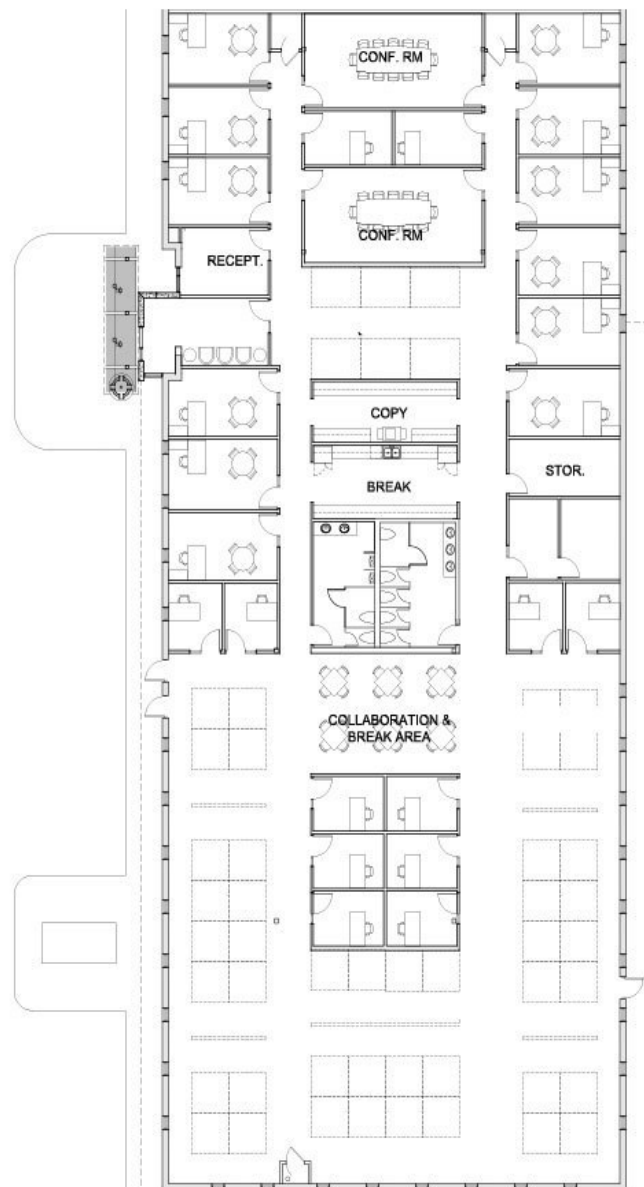 CONF. RM
CONF. RM
RECEPT.
COPY
BREAK
STOR.
COLLABORATION &
BREAK AREA